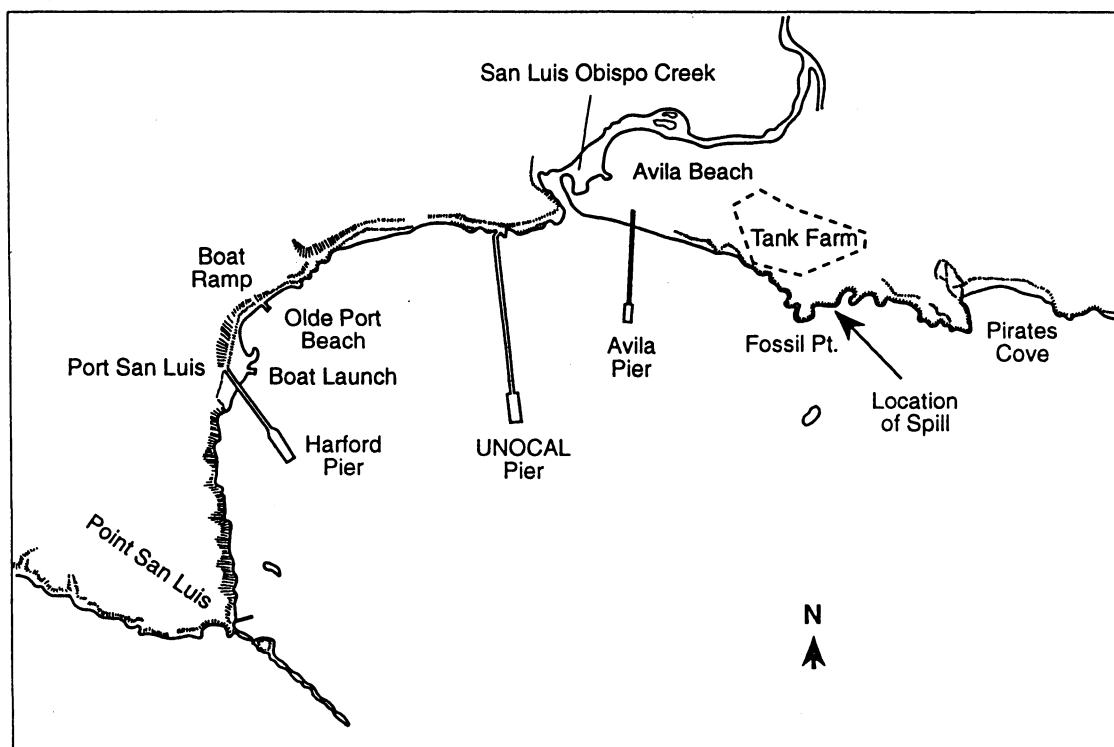 San Luis Obispo Creek
Avila Beach
Tank Farm
Boat
Ramp
Olde Port
Beach
Port San Luis
Boat Launch
Harford
Pier
UNOCAL
Pier
Avila
Pier
Fossil Pt.
Pirates
Cove
Location
of Spill
Point San Luis
N